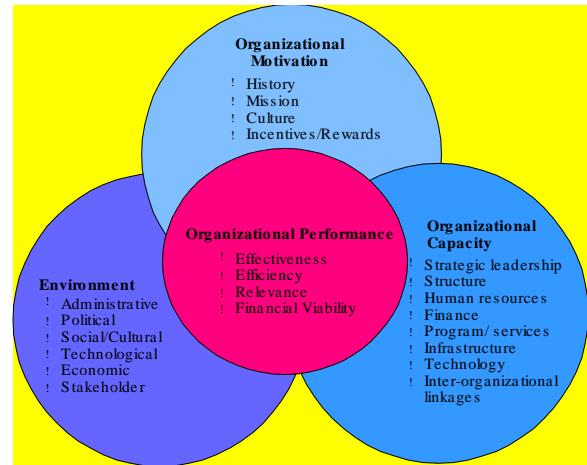 Organizational
Motivation
! History
! Mission
! Culture
! Incentives/Rewards
Organizational Performance
! Effectiveness
! Efficiency
! Relevance
! Financial Viability
Environment
! Administrative
! Political
! Social/Cultural
! Technological
! Economic
! Stakeholder
Organizational
Capacity
! Strategic leadership
! Structure
! Human resources
! Finance
! Program/ services
! Infrastructure
! Technology
! Inter-organizational
linkages